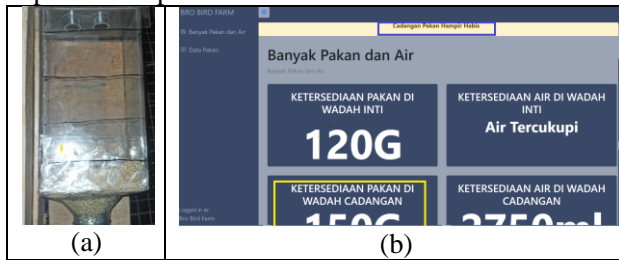 BRO BIRD FARM
Cadangan Pakan Hampir Habis
Banyak Pakan dan Air
Data Pakan
Banyak Pakan dan Air
Banyak Pakan dan Air
KETERSEDIAAN PAKAN DI
WADAH INTI
120G
KETERSEDIAAN AIR DI WADAH
INTI
Air Tercukupi
KETERSEDIAAN PAKAN DI
WADAH CADANGAN
150G
KETERSEDIAAN AIR DI WADAH
CADANGAN
2750ml
Logged in as:
Bro Bird Farm
(a)
(b)